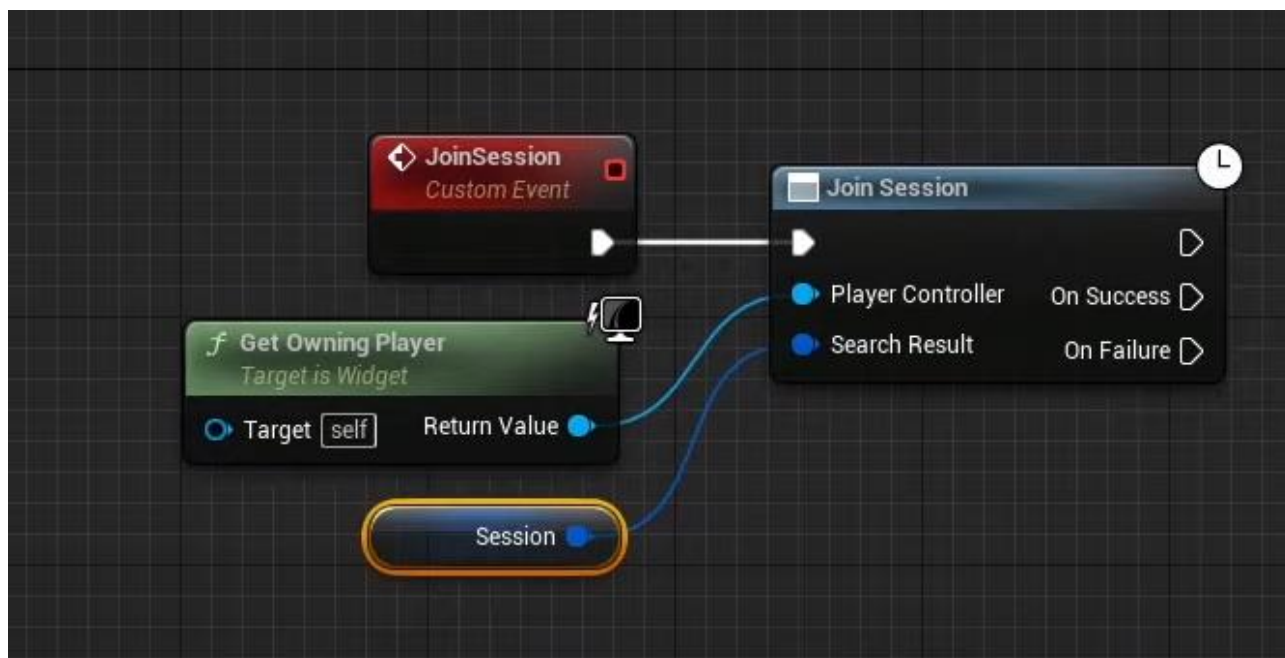 JoinSession
Custom Event
Join Session
Player Controller
On Success
Search Result
On Failure
f Get Owning Player
Target is Widget
Target self
Return Value
Session